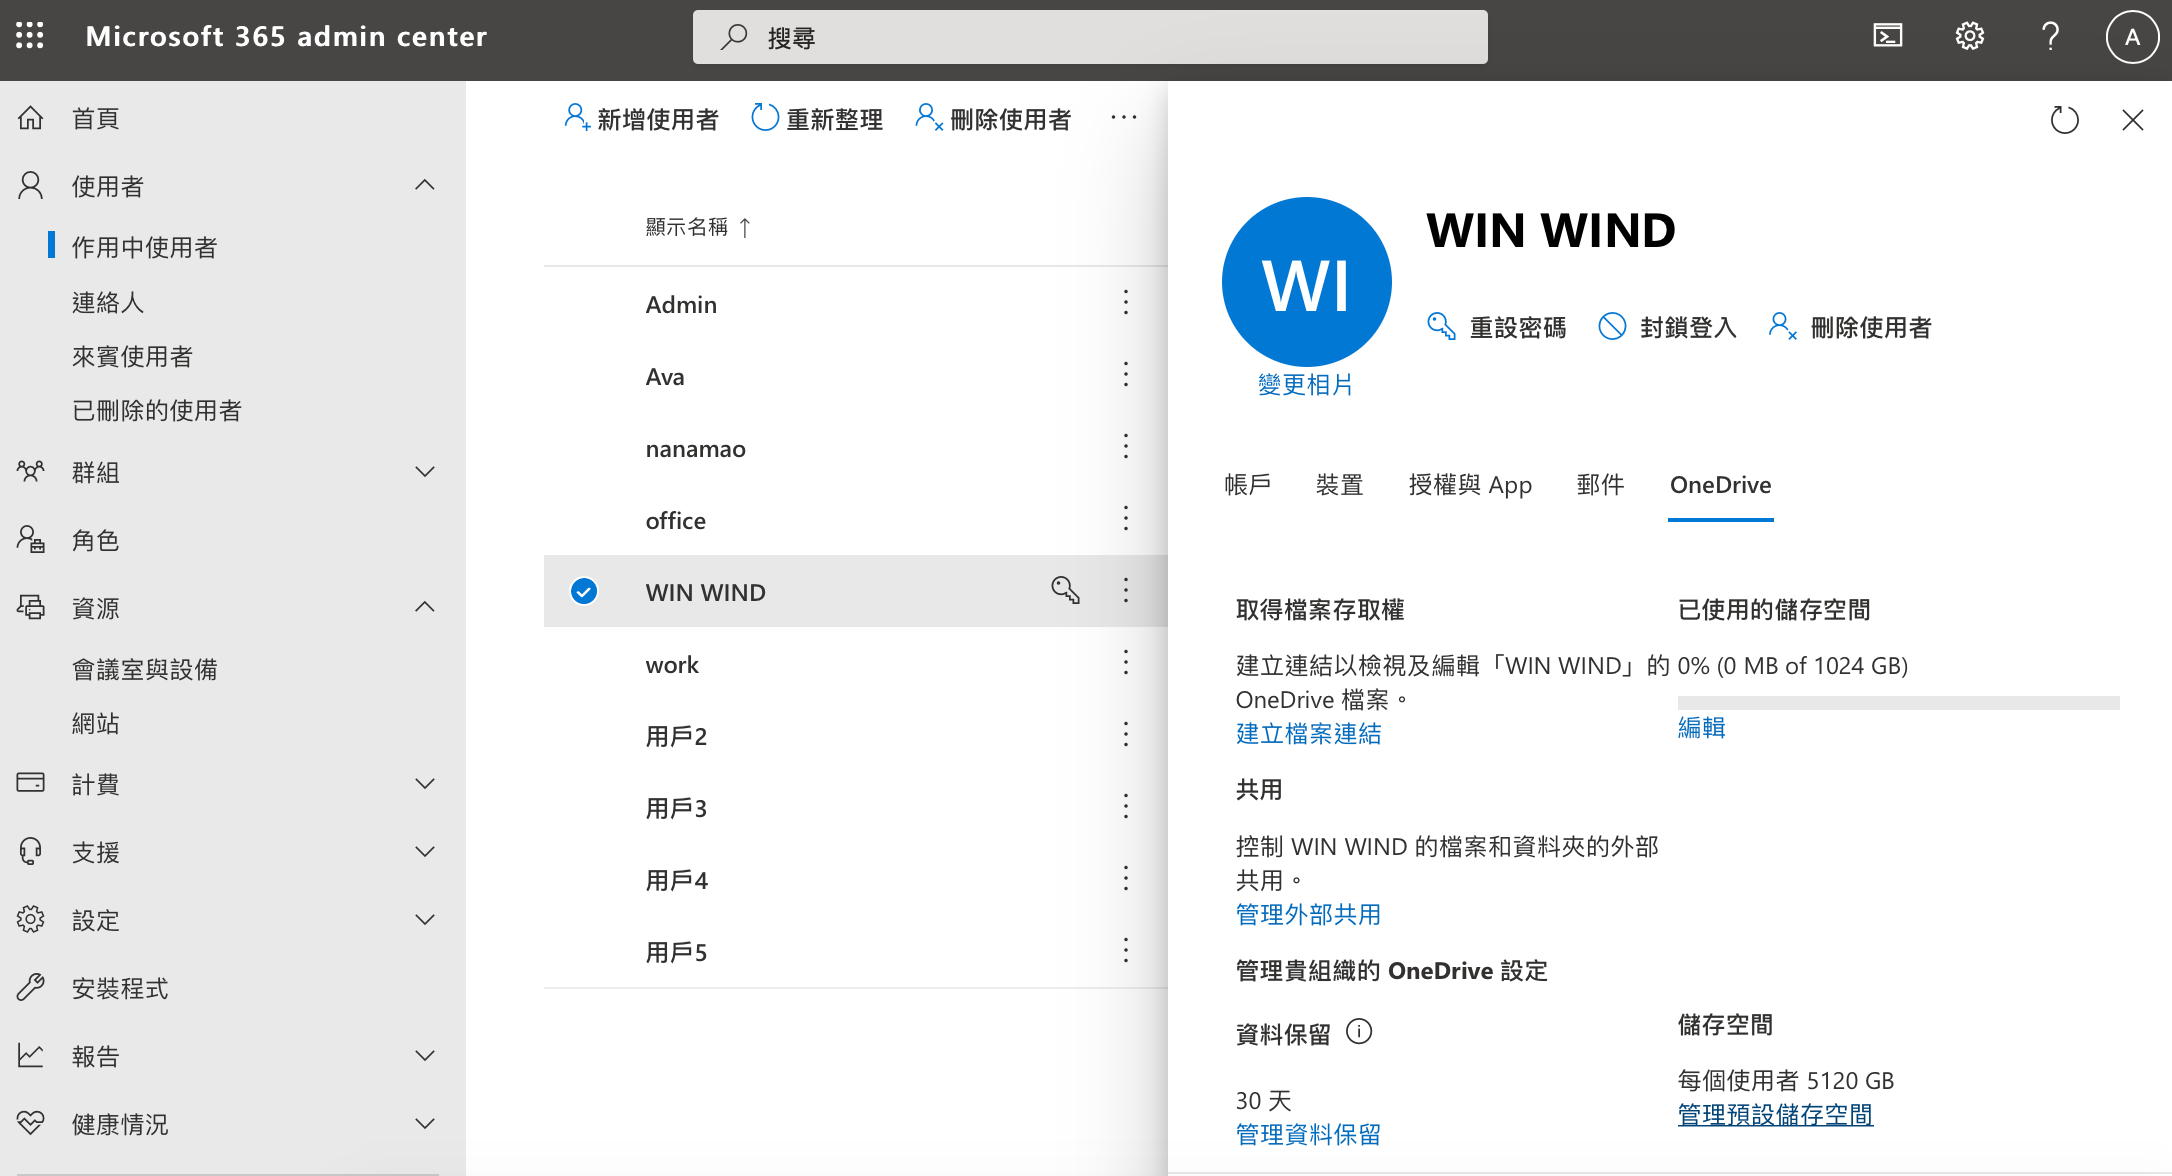 Microsoft 365 admin center
搜尋
A
首頁
使用者
作用中使用者
連絡人
來賓使用者
已刪除的使用者
群組
角色
資源
會議室與設備
網站
計費
支援
設定
安裝程式
報告
健康情況
新增使用者 重新整理 刪除使用者
顯示名稱 ↑
Admin
Ava
nanamao
office
WIN WIND
work
用戶2
用戶3
用戶4
用戶5
WI
變更相片
WIN WIND
重設密碼 封鎖登入 刪除使用者
帳戶 裝置 授權與 App 郵件 OneDrive
取得檔案存取權
建立連結以檢視及編輯「WIN WIND」的
OneDrive 檔案。
建立檔案連結
已使用的儲存空間
0% (0 MB of 1024 GB)
編輯
共用
控制 WIN WIND 的檔案和資料夾的外部
共用。
管理外部共用
管理貴組織的 OneDrive 設定
資料保留
30 天
管理資料保留
儲存空間
每個使用者 5120 GB
管理預設儲存空間